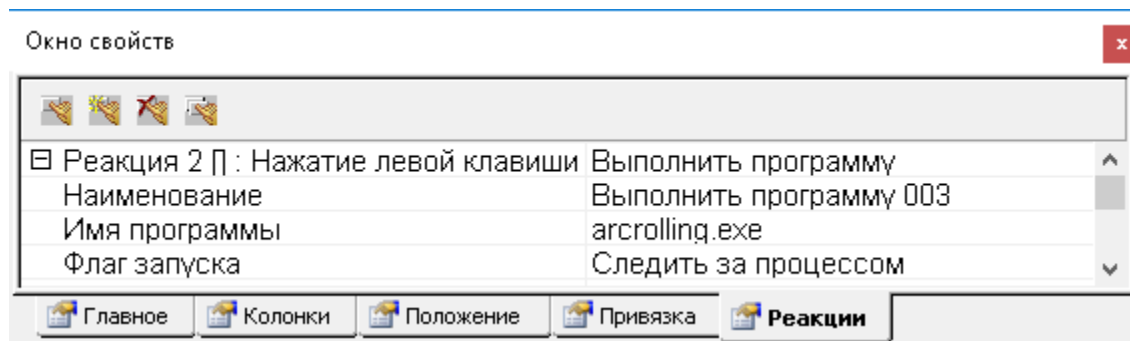 Окно свойств
Реакция 2 [] : Нажатие левой клавиши Выполнить программу
Наименование Выполнить программу 003
Имя программы arcrolling.exe
Флаг запуска Следить за процессом
Главное Колонки Положение Привязка Реакции